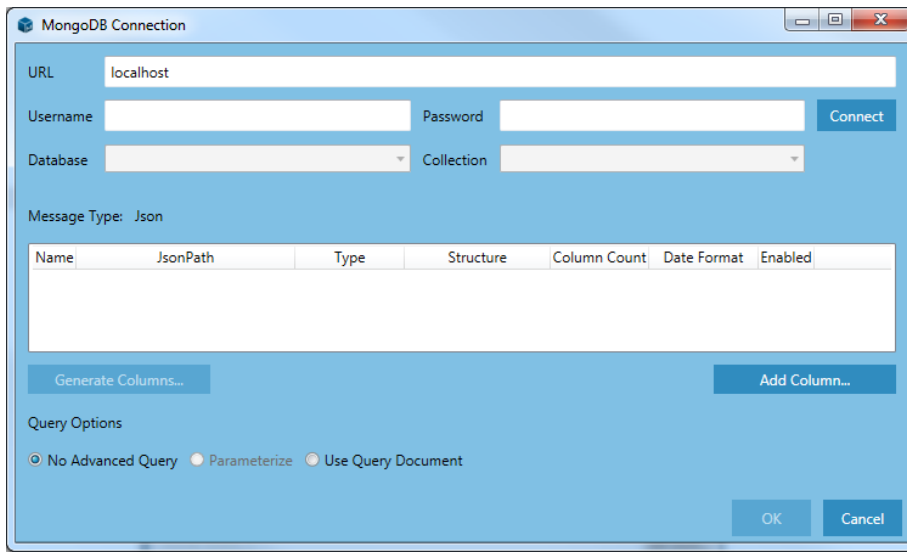 MongoDB Connection
URL localhost
Username Password Connect
Database Collection
Message Type: Json
Name JsonPath Type Structure Column Count Date Format Enabled
Generate Columns... Add Column...
Query Options
No Advanced Query Parameterize Use Query Document
OK Cancel